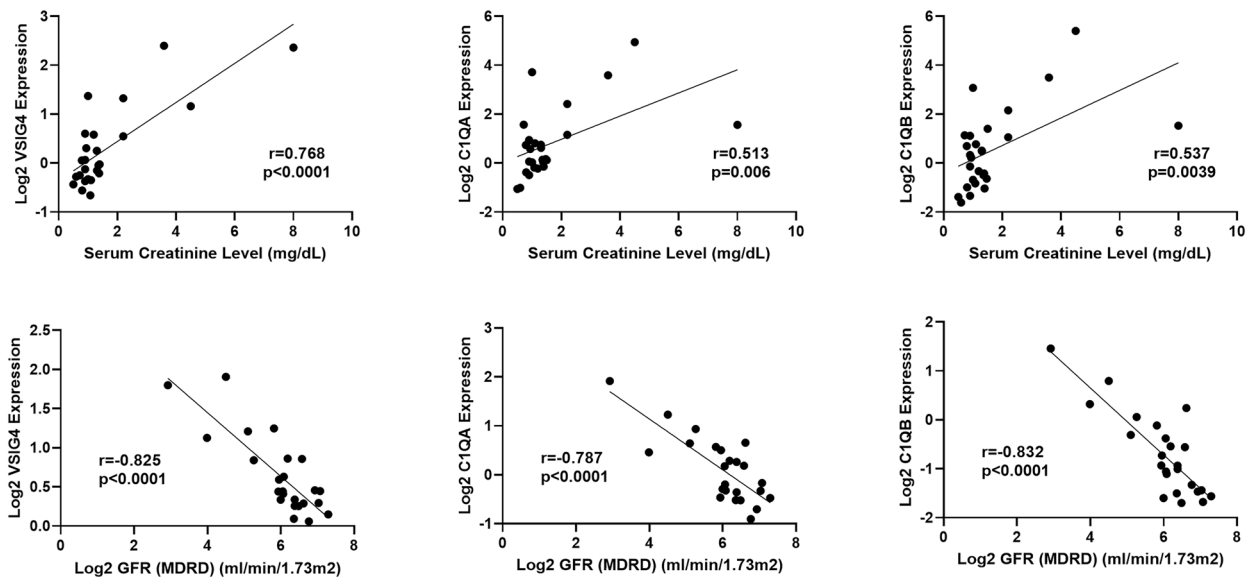 Log2 VSIG4 Expression
3
2
1
0
-1
0 2 4 6 8 10
r=0.768
p<0.0001
Serum Creatinine Level (mg/dL)
Log2 C1QA Expression
6
4
2
0
-2
0 2 4 6 8 10
r=0.513
p=0.006
Serum Creatinine Level (mg/dL)
Log2 C1QB Expression
6
4
2
0
-2
0 2 4 6 8 10
r=0.537
p=0.0039
Serum Creatinine Level (mg/dL)
Log2 VSIG4 Expression
2.5
2.0
1.5
1.0
0.5
0.0
0 2 4 6 8
r=-0.825
p<0.0001
Log2 GFR (MDRD) (ml/min/1.73m2)
Log2 C1QA Expression
3
2
1
0
-1
0 2 4 6 8
r=-0.787
p<0.0001
Log2 GFR (MDRD) (ml/min/1.73m2)
Log2 C1QB Expression
2
1
0
-1
-2
0 2 4 6 8
r=-0.832
p<0.0001
Log2 GFR (MDRD) (ml/min/1.73m2)